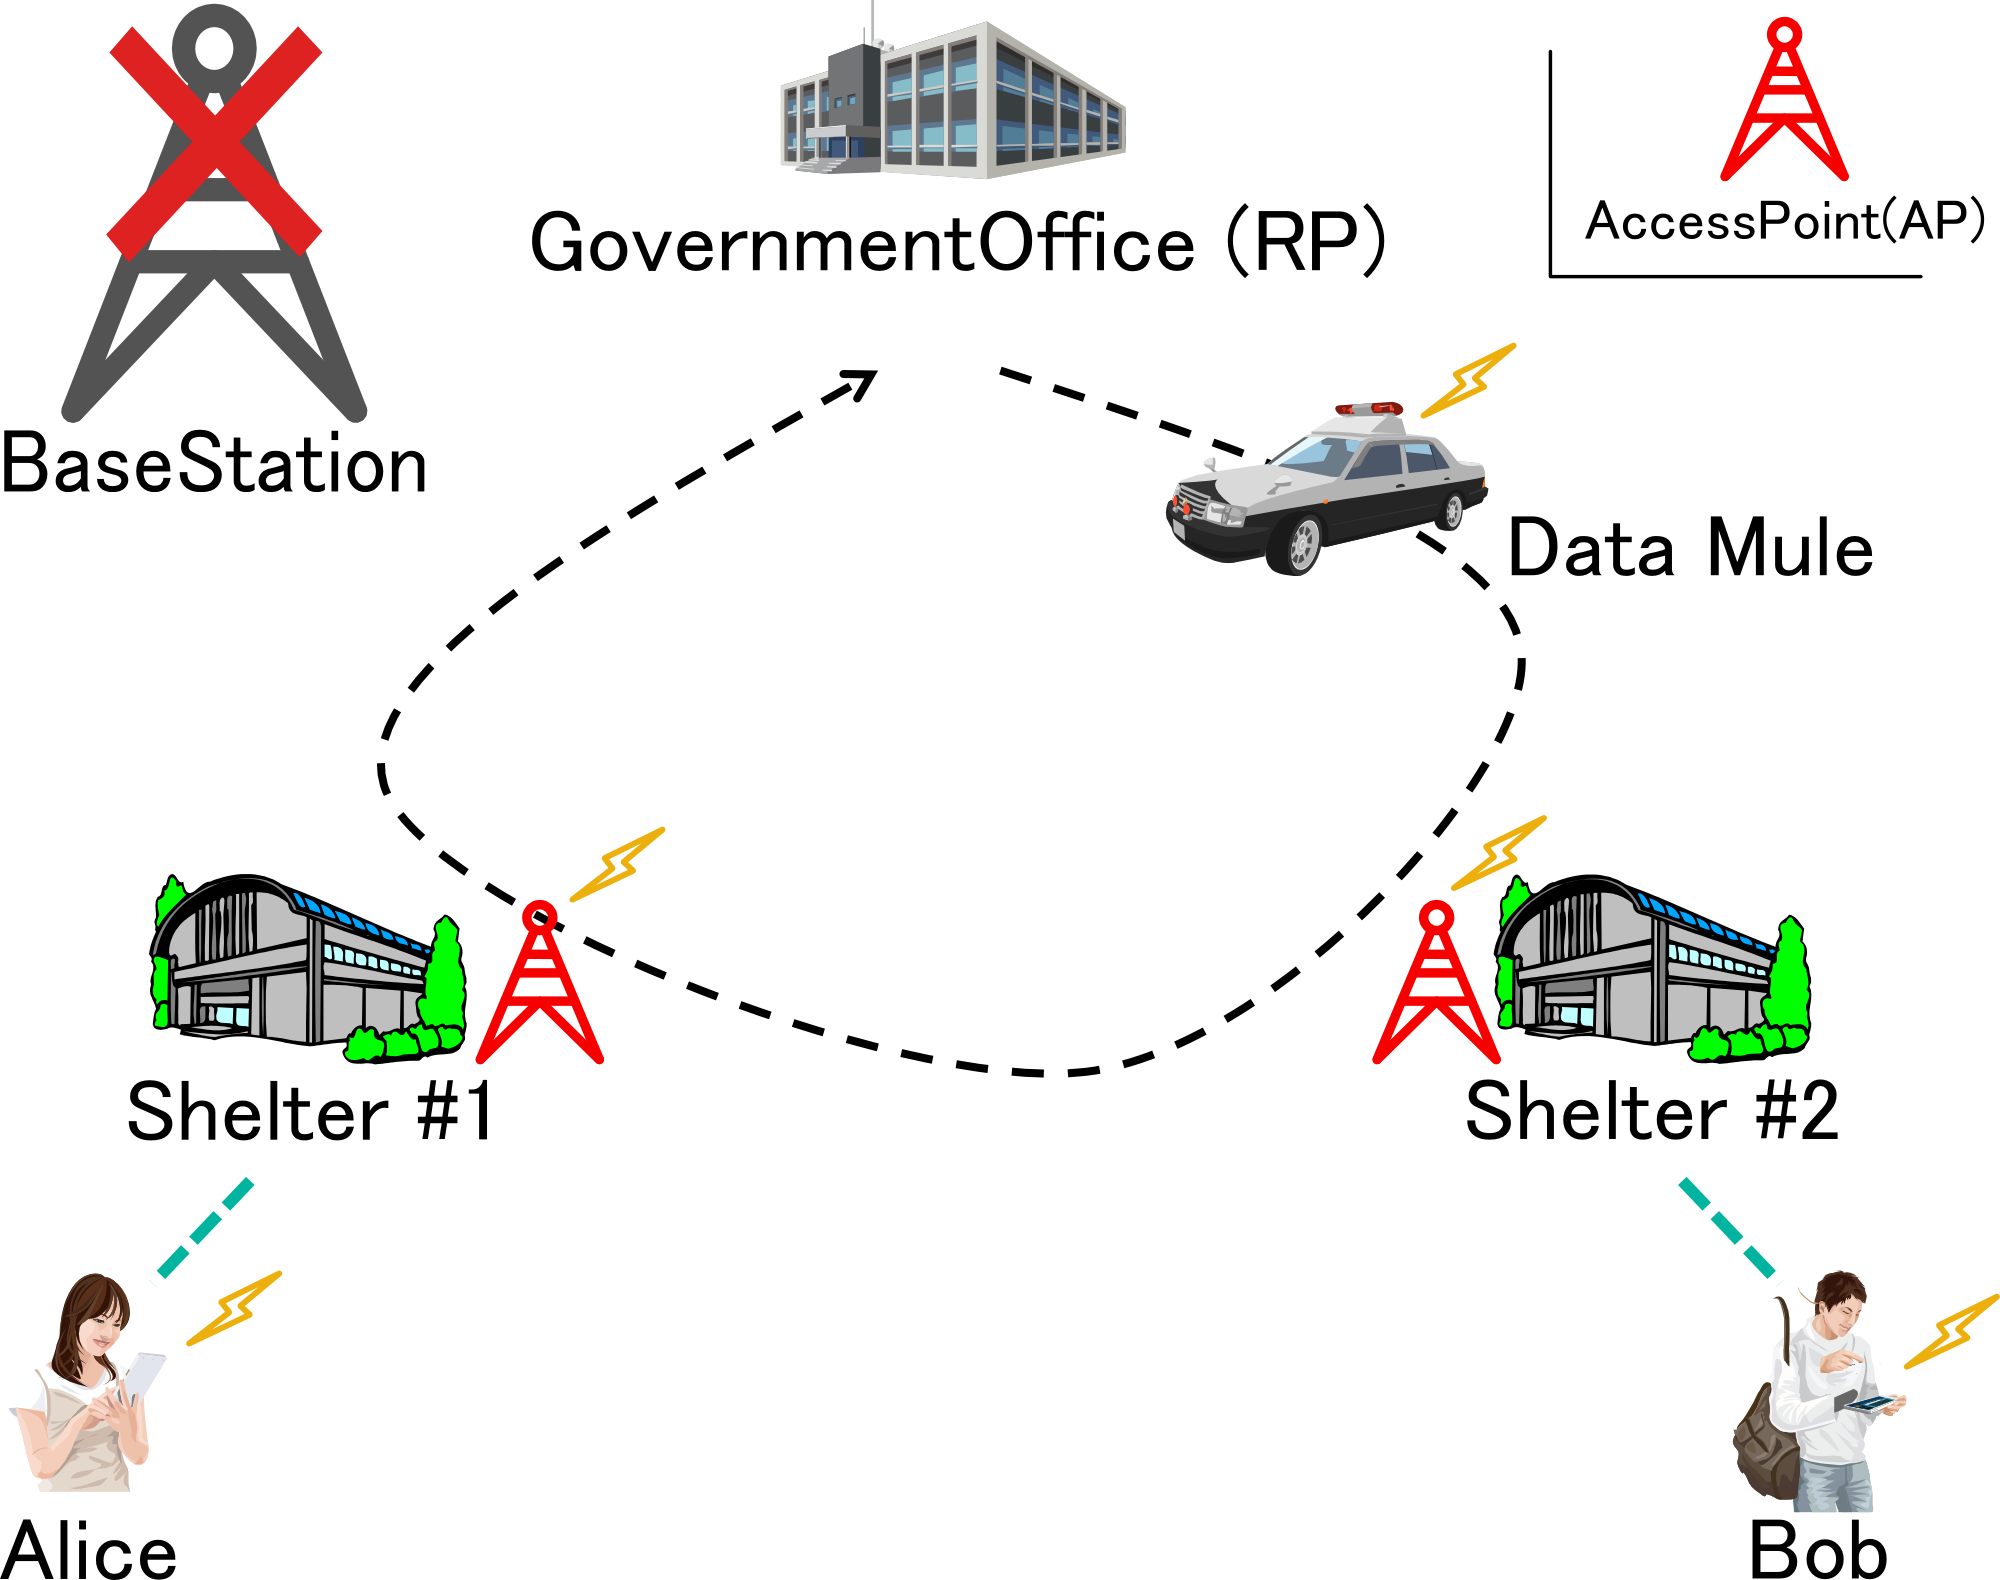 GovernmentOffice (RP)
AccessPoint(AP)
BaseStation
Data Mule
Shelter #1
Shelter #2
Alice
Bob